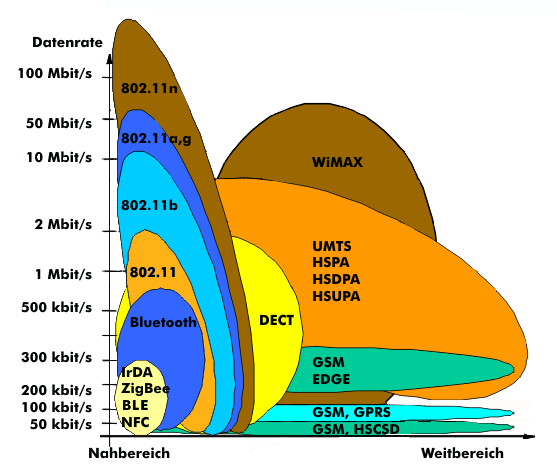 Datenrate
100 Mbit/s
802.11n
50 Mbit/s
802.11a,g
10 Mbit/s
WiMAX
802.11b
2 Mbit/s
UMTS
HSPA
HSDPA
HSUPA
1 Mbit/s
802.11
500 kbit/s
Bluetooth
DECT
300 kbit/s
GSM
EDGE
IrDA
ZigBee
BLE
NFC
200 kbit/s
100 kbit/s
GSM, GPRS
50 kbit/s
GSM, HSCSD
Nahbereich
Weitbereich